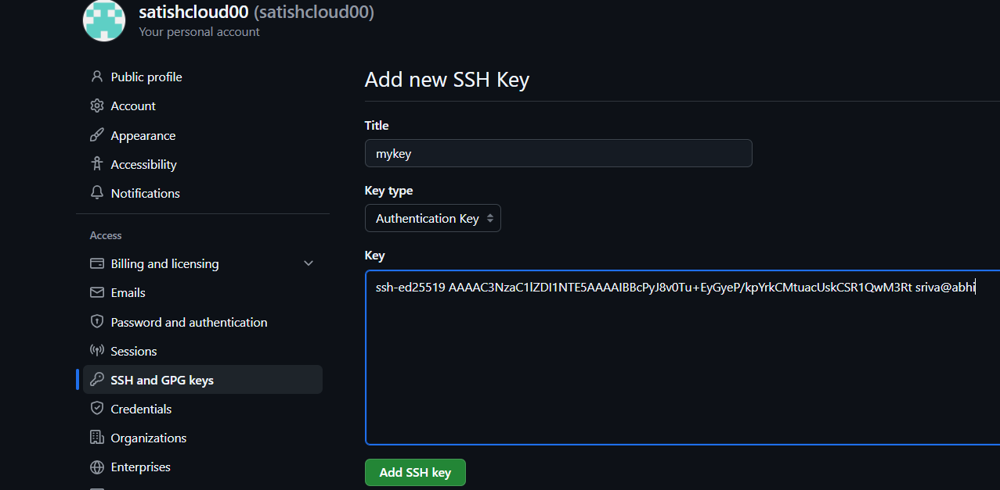 satishcloud00 (satishcloud00)
Your personal account
Public profile
Account
Appearance
Accessibility
Notifications
Access
Billing and licensing
Emails
Password and authentication
Sessions
SSH and GPG keys
Credentials
Organizations
Enterprises
Add new SSH Key
Title
mykey
Key type
Authentication Key
Key
ssh-ed25519 AAAAC3NzaC1lZDI1NTE5AAAAIBBcPyJ8v0Tu+EyGyeP/kpYrkCMtuacUskCSR1QwM3Rt sriva@abhi
Add SSH key